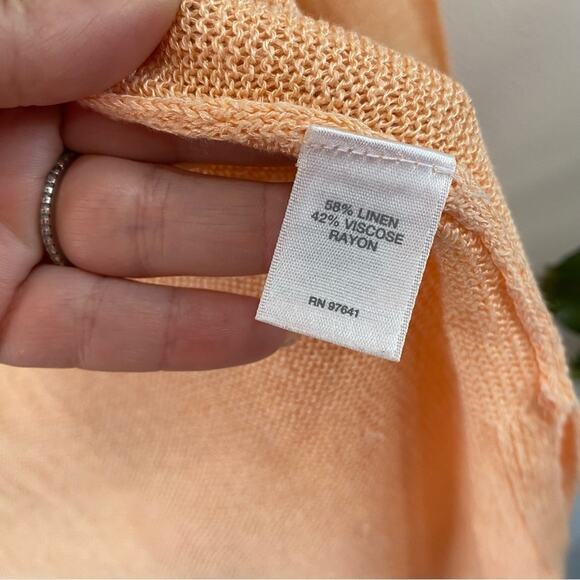 58% LINEN
42% VISCOSE
RAYON
RN 97641